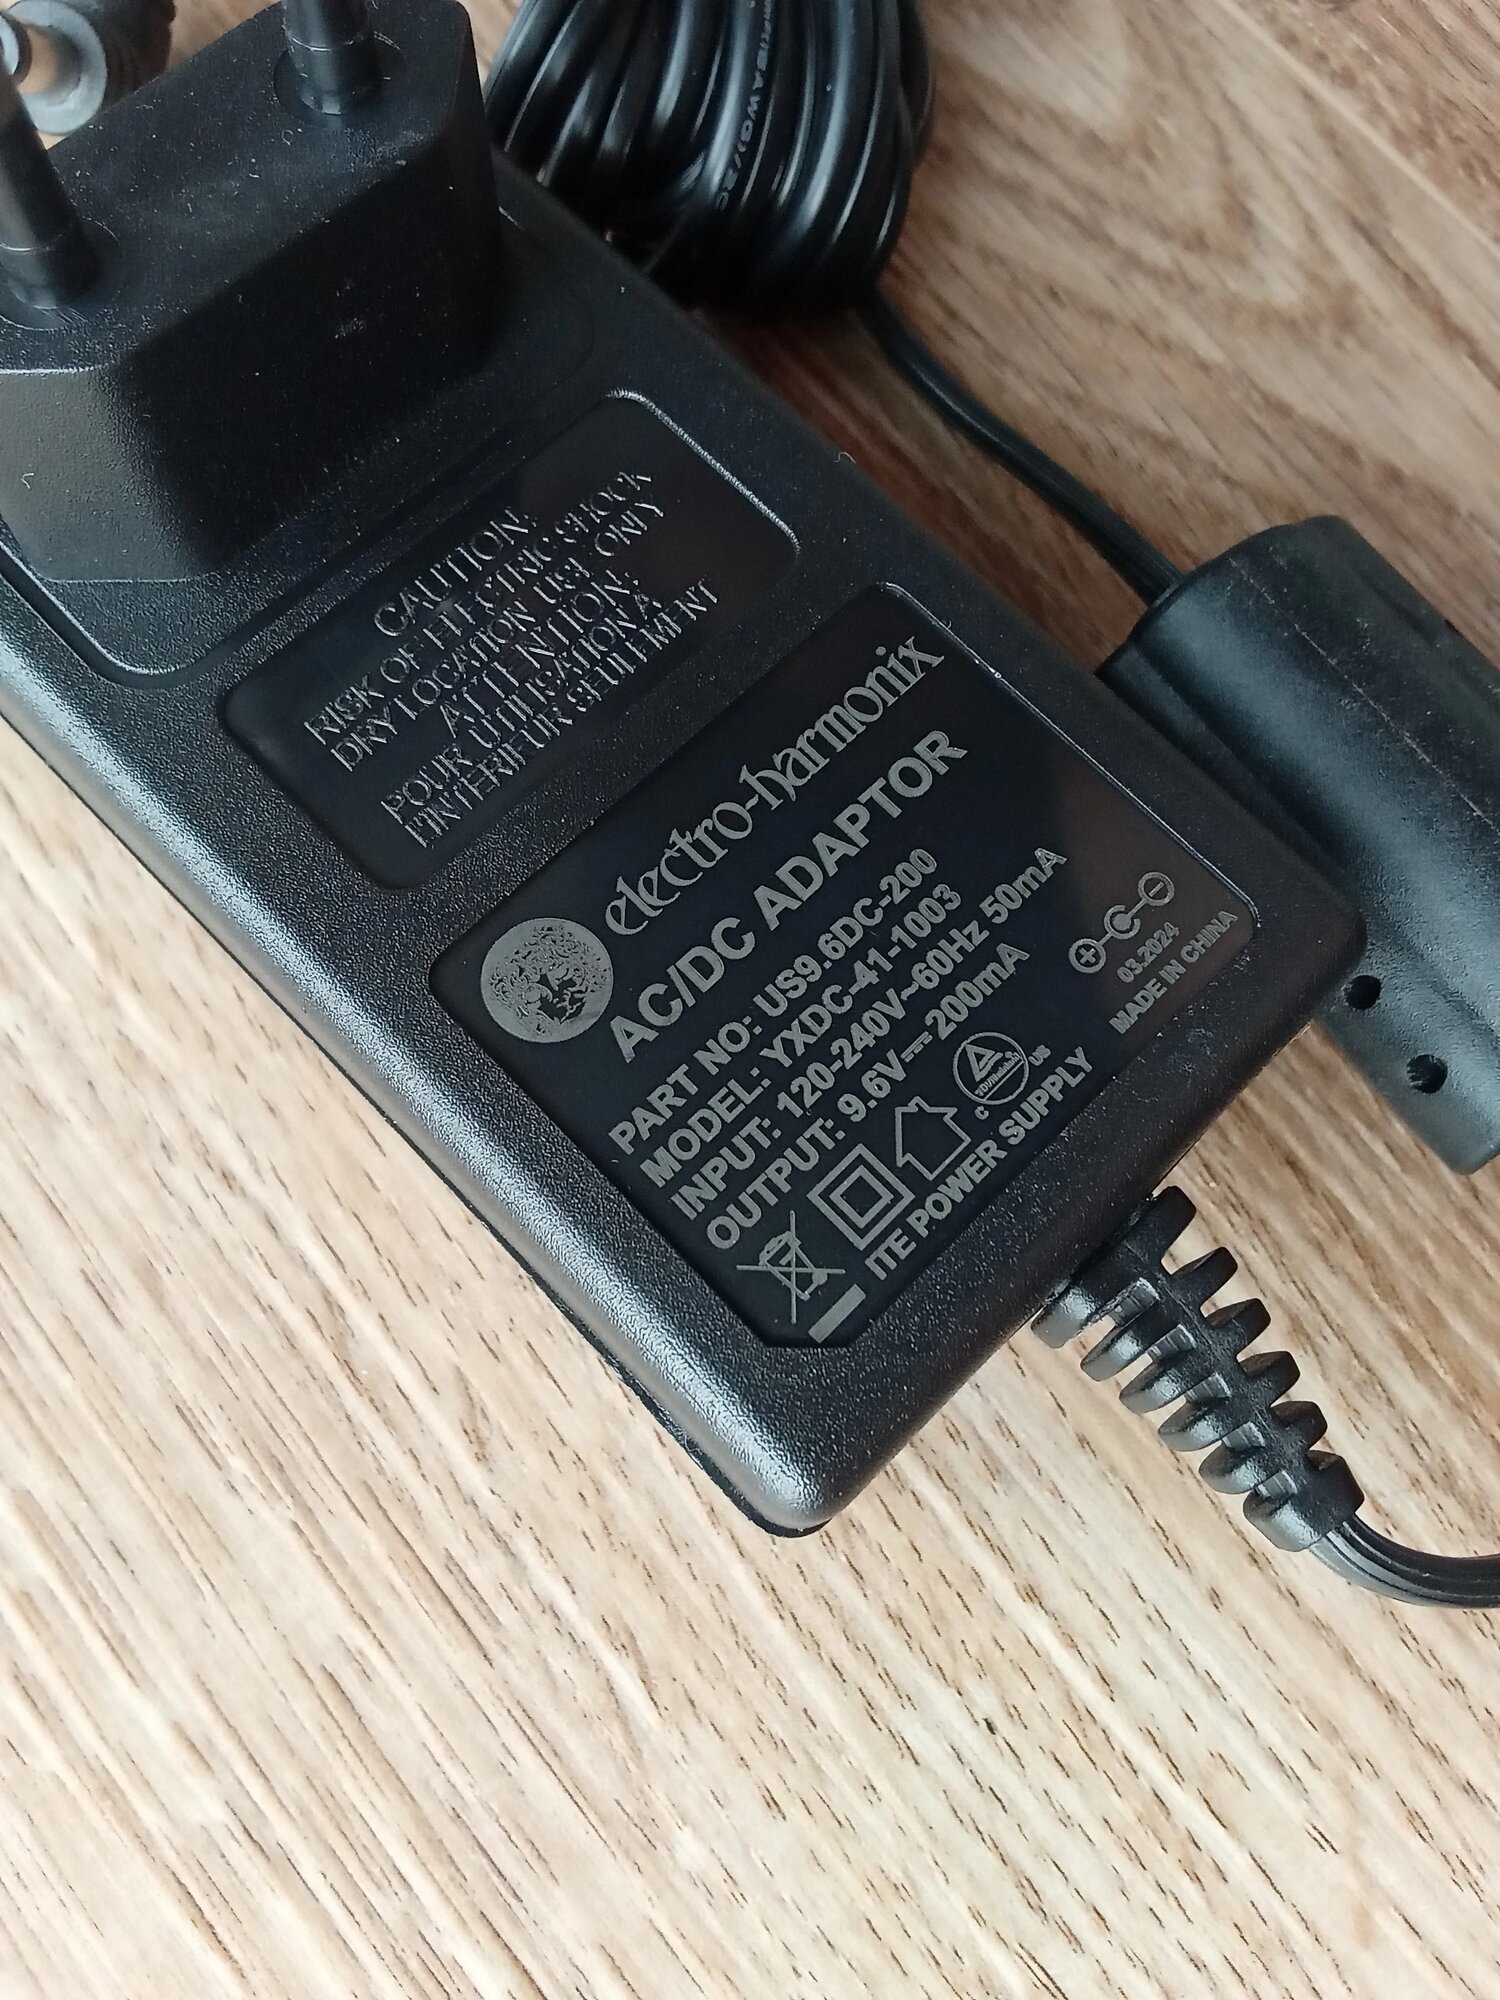 CAUTION:
RISK OF ELECTRIC SHOCK
DRY LOCATION USE ONLY
ATTENTION:
POUR UTILISATION A
L'INTERIEUR SEULEMENT
electro-harmonix
AC/DC ADAPTOR
PART NO: US9.6DC-200
MODEL: YXDC-41-1003
INPUT: 120-240V~60Hz 50mA
OUTPUT: 9.6V⎓200mA
c TÜVRheinland US
ITE POWER SUPPLY
03.2024
MADE IN CHINA